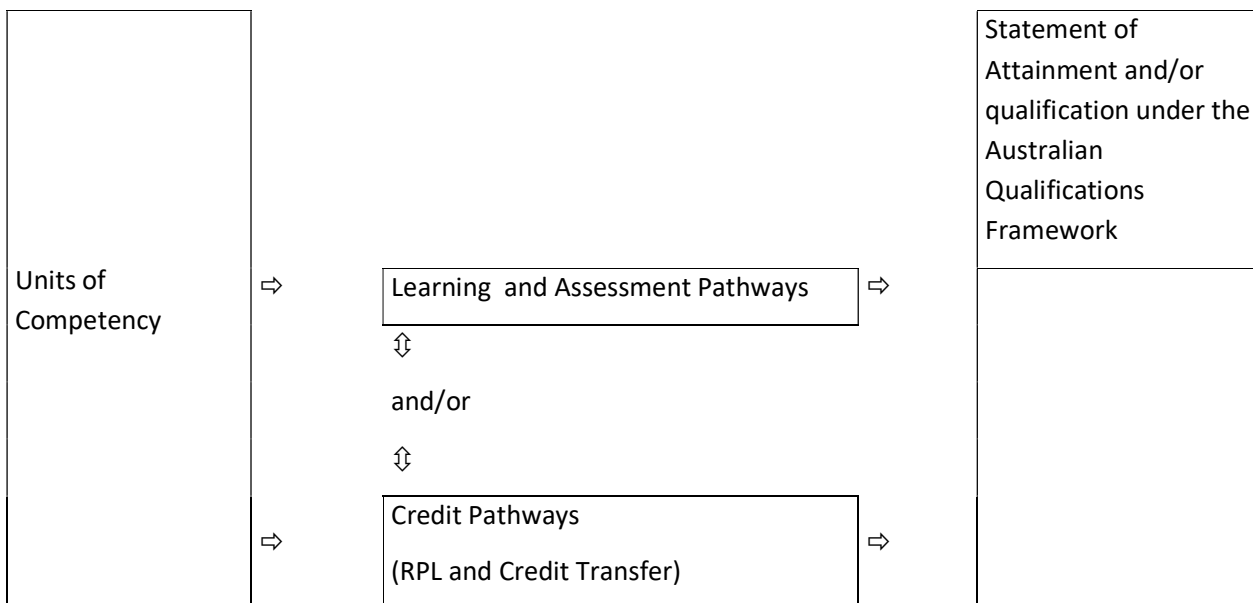 Statement of
Attainment and/or
qualification under the
Australian
Qualifications
Framework
Units of
Competency
⇨
Learning and Assessment Pathways
⇨
⇳
and/or
⇳
⇨
Credit Pathways
(RPL and Credit Transfer)
⇨